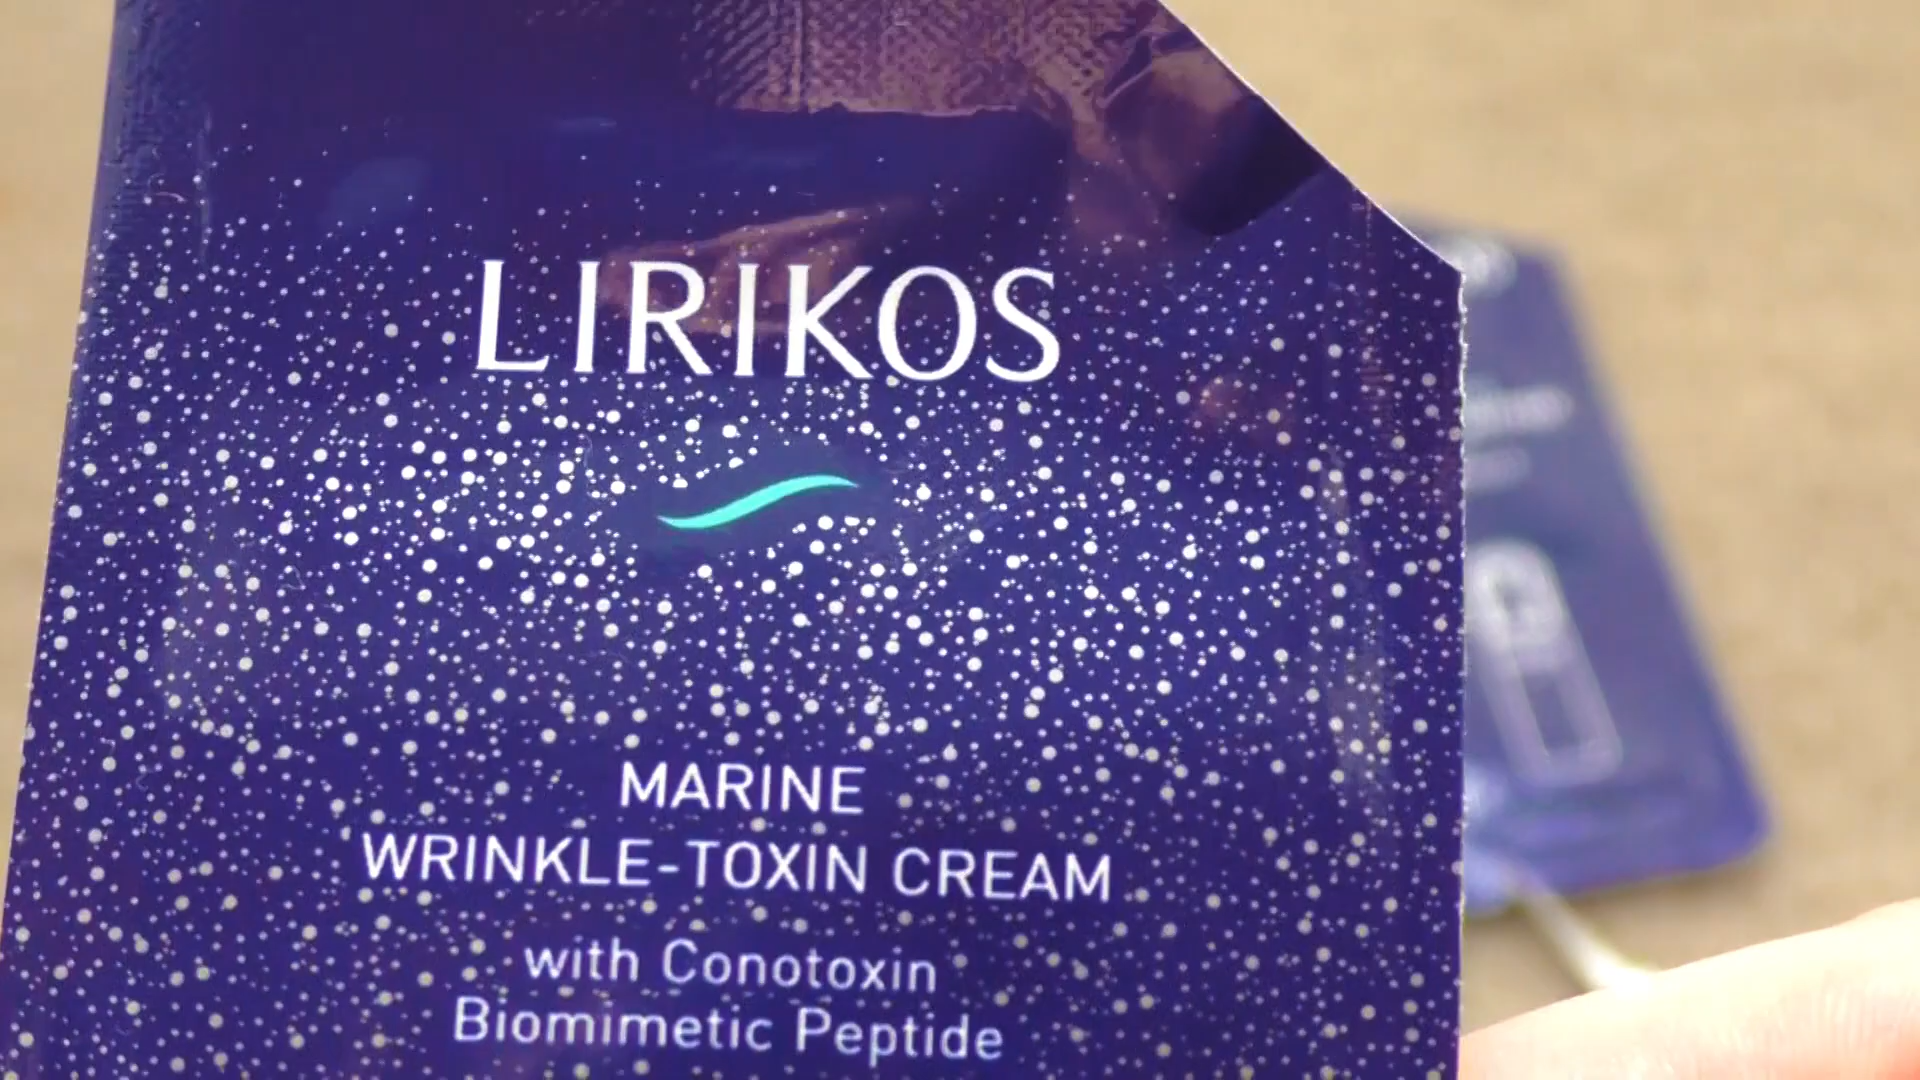 LIRIKOS
MARINE
WRINKLE-TOXIN CREAM
with Conotoxin
Biomimetic Peptide